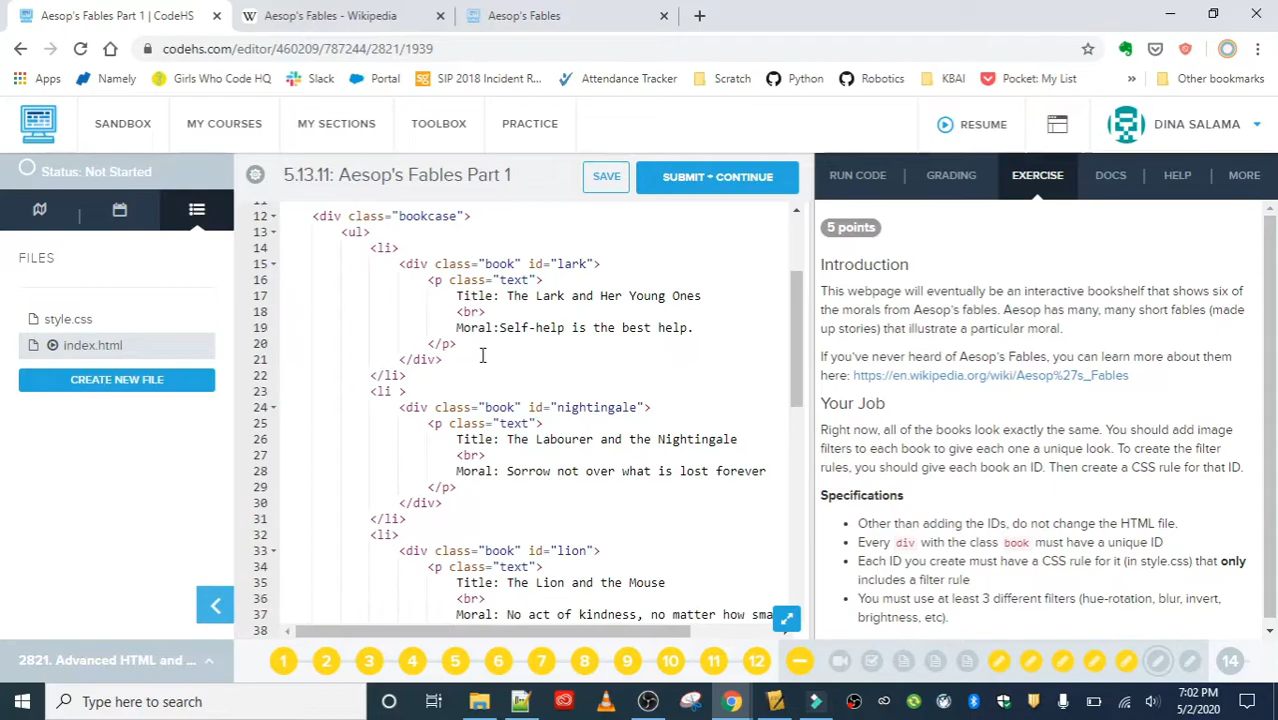 Aesop's Fables Part 1 | CodeHS
Aesop's Fables - Wikipedia
Aesop's Fables
codehs.com/editor/460209/787244/2821/1939
Apps
Namely
Girls Who Code HQ
Slack
Portal
SIP 2018 Incident R...
Attendance Tracker
Scratch
Python
Robotics
KBAI
Pocket: My List
»
Other bookmarks
SANDBOX
MY COURSES
MY SECTIONS
TOOLBOX
PRACTICE
RESUME
DINA SALAMA
Status: Not Started
FILES
style.css
index.html
CREATE NEW FILE
5.13.11: Aesop's Fables Part 1
SAVE
SUBMIT + CONTINUE
11
12 <div class="bookcase">
13 <ul>
14 <li>
15 <div class="book" id="lark">
16 <p class="text">
17 Title: The Lark and Her Young Ones
18 <br>
19 Moral:Self-help is the best help.
20 </p>
21 </div>
22 </li>
23 <li >
24 <div class="book" id="nightingale">
25 <p class="text">
26 Title: The Labourer and the Nightingale
27 <br>
28 Moral: Sorrow not over what is lost forever
29 </p>
30 </div>
31 </li>
32 <li>
33 <div class="book" id="lion">
34 <p class="text">
35 Title: The Lion and the Mouse
36 <br>
37 Moral: No act of kindness, no matter how sma
38
RUN CODE
GRADING
EXERCISE
DOCS
HELP
MORE
5 points
Introduction
This webpage will eventually be an interactive bookshelf that shows six of
the morals from Aesop's fables. Aesop has many, many short fables (made
up stories) that illustrate a particular moral.
If you've never heard of Aesop's Fables, you can learn more about them
here: https://en.wikipedia.org/wiki/Aesop%27s_Fables
Your Job
Right now, all of the books look exactly the same. You should add image
filters to each book to give each one a unique look. To create the filter
rules, you should give each book an ID. Then create a CSS rule for that ID.
Specifications
Other than adding the IDs, do not change the HTML file.
Every div with the class book must have a unique ID
Each ID you create must have a CSS rule for it (in style.css) that only
includes a filter rule
You must use at least 3 different filters (hue-rotation, blur, invert,
brightness, etc).
2821. Advanced HTML and ...
1 2 3 4 5 6 7 8 9 10 11 12
14
Type here to search
7:02 PM
5/2/2020